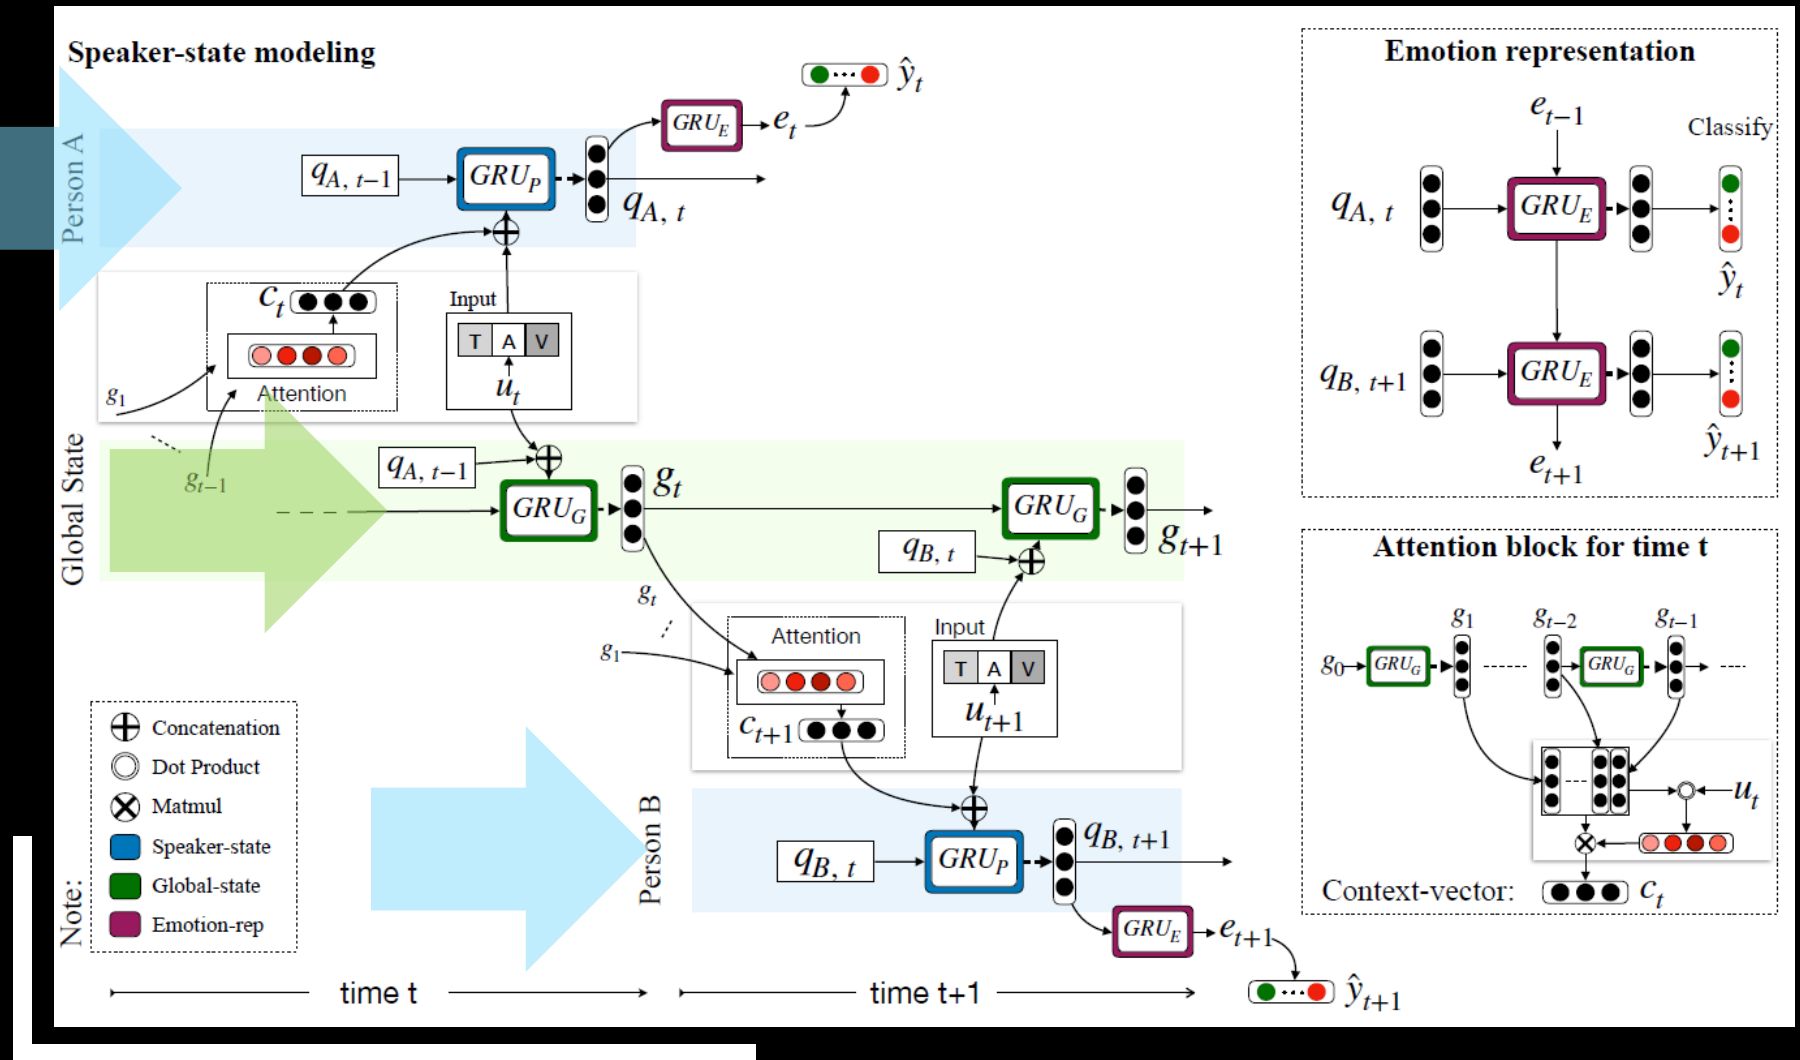 Speaker-state modeling
ŷ_t
Person A
q_{A, t−1}
GRU_P
GRU_E
e_t
q_{A, t}
c_t
Attention
g_1
g_{t−1}
Input
T A V
u_t
Global State
q_{A, t−1}
GRU_G
g_t
GRU_G
q_{B, t}
g_{t+1}
g_t
g_1
Attention
c_{t+1}
Input
T A V
u_{t+1}
Person B
q_{B, t}
GRU_P
q_{B, t+1}
GRU_E
e_{t+1}
ŷ_{t+1}
Note:
Concatenation
Dot Product
Matmul
Speaker-state
Global-state
Emotion-rep
time t
time t+1
Emotion representation
e_{t−1}
Classify
q_{A, t}
GRU_E
ŷ_t
q_{B, t+1}
GRU_E
ŷ_{t+1}
e_{t+1}
Attention block for time t
g_1
g_{t−2}
g_{t−1}
g_0
GRU_G
GRU_G
u_t
Context-vector:
c_t